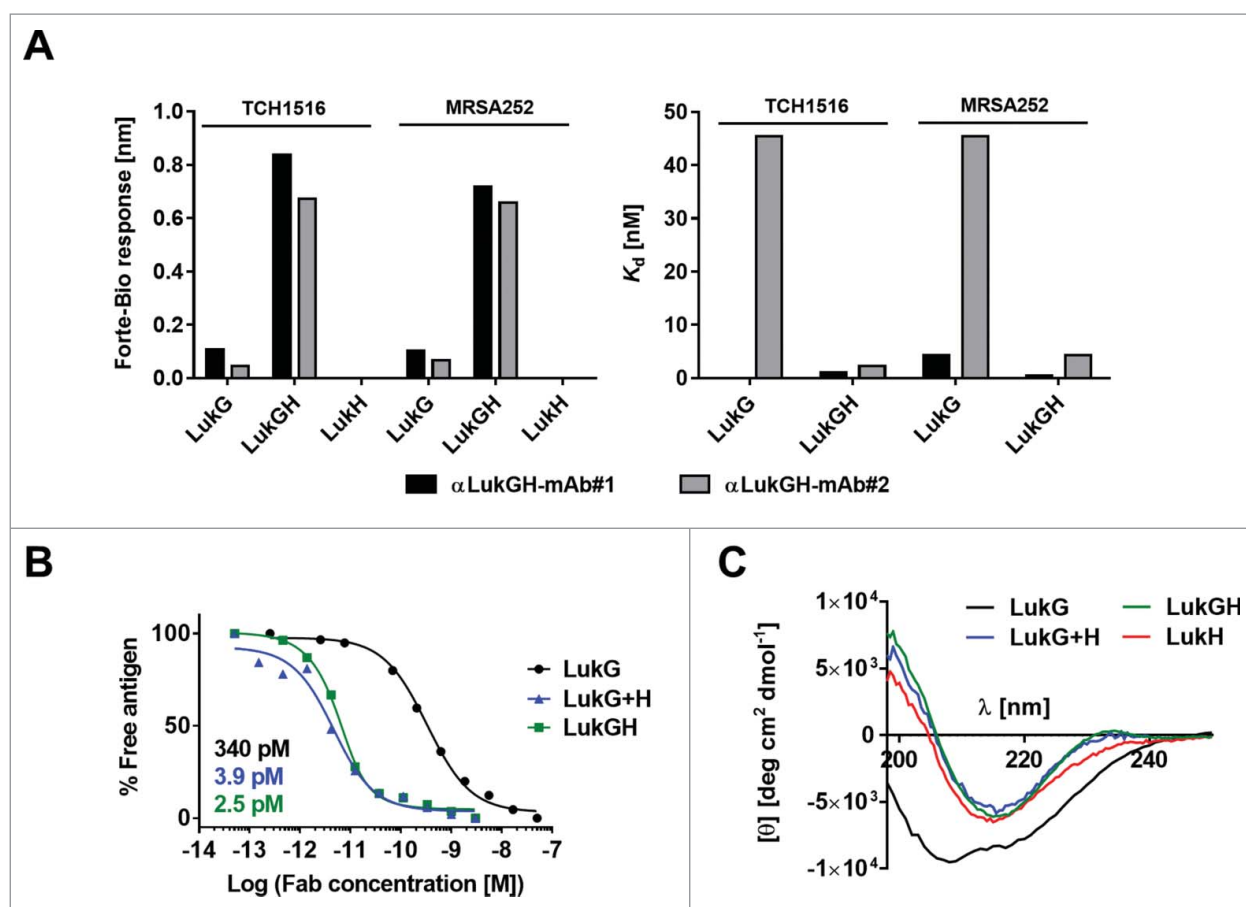 A
TCH1516 MRSA252
Forte-Bio response [nm]
1.0
0.8
0.6
0.4
0.2
0.0
LukG LukGH LukH LukG LukGH LukH
TCH1516 MRSA252
Kd [nM]
50
40
30
20
10
0
LukG LukGH LukG LukGH
αLukGH-mAb#1 αLukGH-mAb#2
B
% Free antigen
100
50
0
340 pM
3.9 pM
2.5 pM
LukG
LukG+H
LukGH
-14 -13 -12 -11 -10 -9 -8 -7
Log (Fab concentration [M])
C
[θ] [deg cm² dmol⁻¹]
1×10⁴
5×10³
0
-5×10³
-1×10⁴
LukG LukGH
LukG+H LukH
λ [nm]
200 220 240